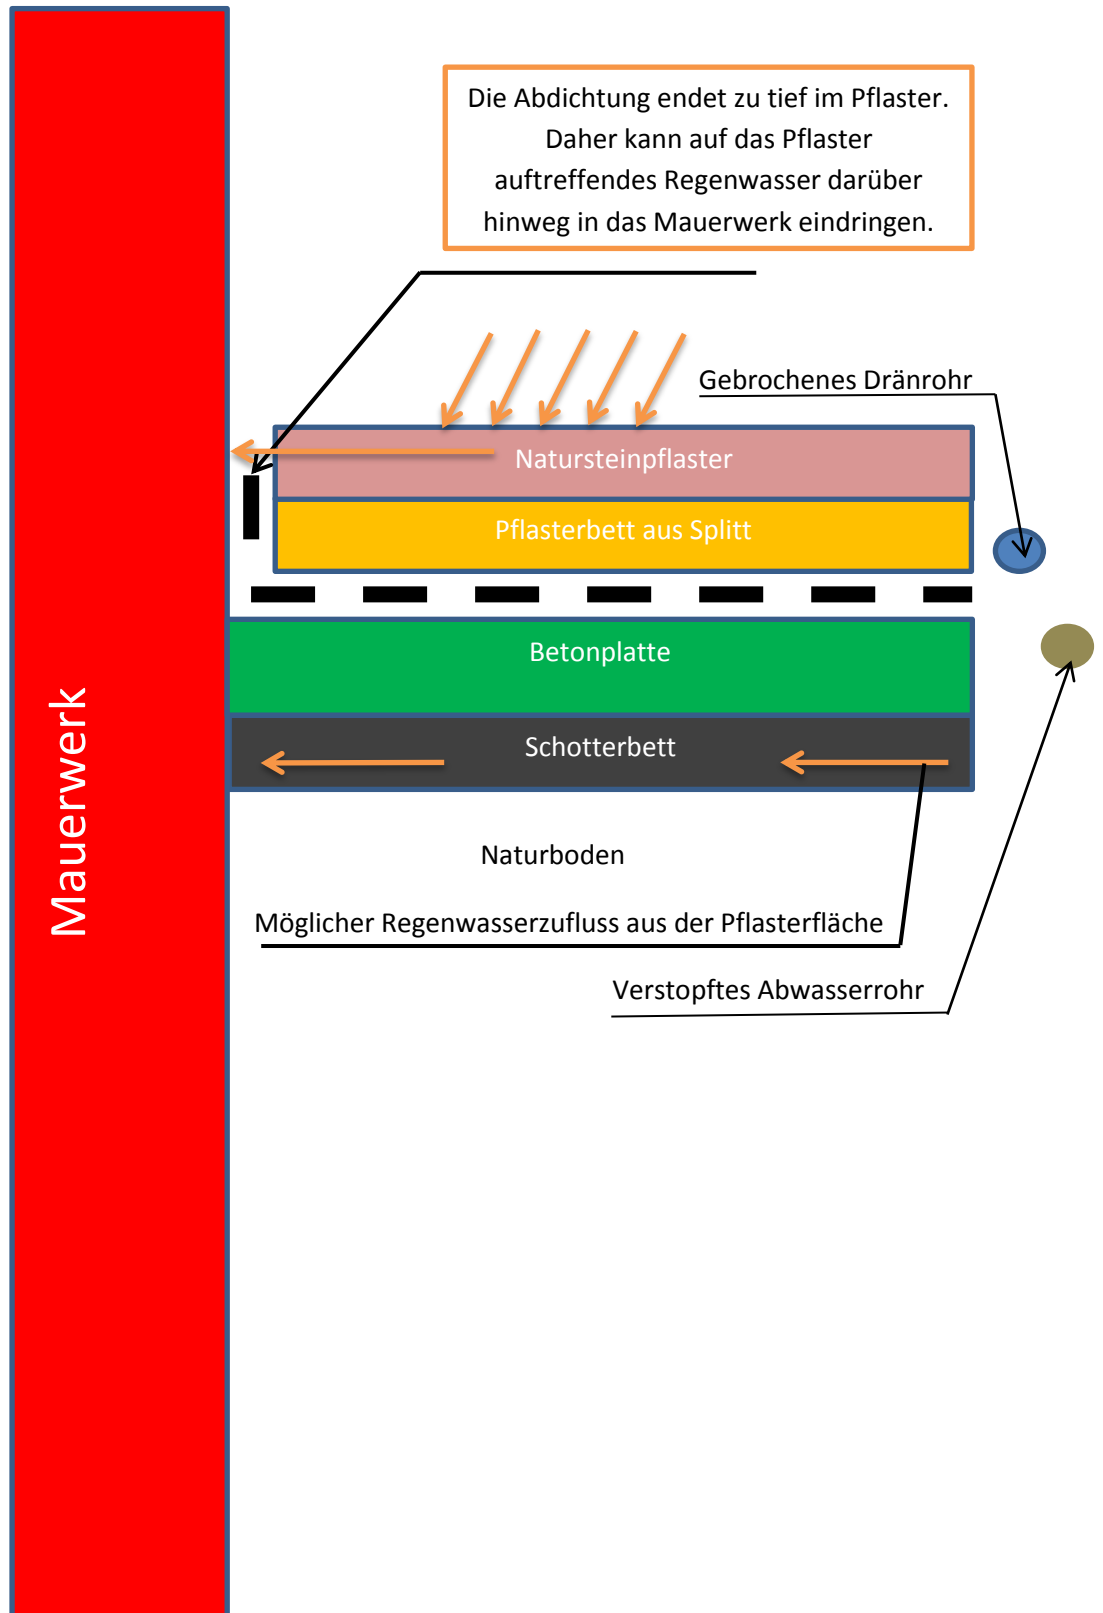 Die Abdichtung endet zu tief im Pflaster.
Daher kann auf das Pflaster
auftreffendes Regenwasser darüber
hinweg in das Mauerwerk eindringen.
Gebrochenes Dränrohr
Natursteinpflaster
Pflasterbett aus Splitt
Betonplatte
Schotterbett
Mauerwerk
Naturboden
Möglicher Regenwasserzufluss aus der Pflasterfläche
Verstopftes Abwasserrohr